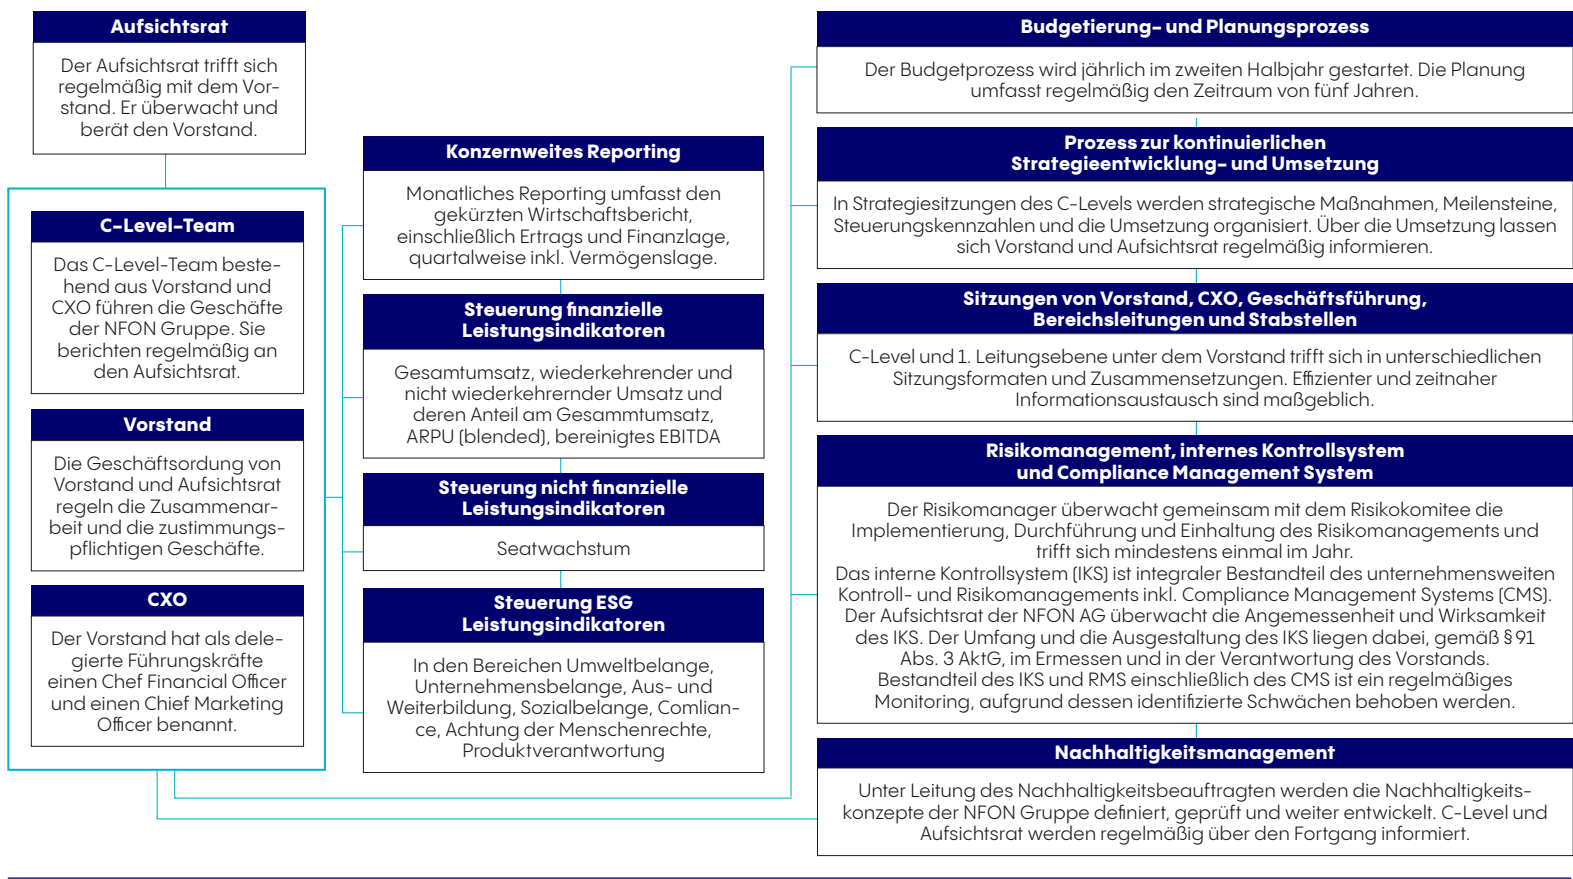 Aufsichtsrat
Der Aufsichtsrat trifft sich
regelmäßig mit dem Vor-
stand. Er überwacht und
berät den Vorstand.
C-Level-Team
Das C-Level-Team beste-
hend aus Vorstand und
CXO führen die Geschäfte
der NFON Gruppe. Sie
berichten regelmäßig an
den Aufsichtsrat.
Vorstand
Die Geschäftsordung von
Vorstand und Aufsichtsrat
regeln die Zusammenar-
beit und die zustimmungs-
pflichtigen Geschäfte.
CXO
Der Vorstand hat als dele-
gierte Führungskräfte
einen Chef Financial Officer
und einen Chief Marketing
Officer benannt.
Konzernweites Reporting
Monatliches Reporting umfasst den
gekürzten Wirtschaftsbericht,
einschließlich Ertrags und Finanzlage,
quartalweise inkl. Vermögenslage.
Steuerung finanzielle
Leistungsindikatoren
Gesamtumsatz, wiederkehrender und
nicht wiederkehrernder Umsatz und
deren Anteil am Gesammtumsatz,
ARPU (blended), bereinigtes EBITDA
Steuerung nicht finanzielle
Leistungsindikatoren
Seatwachstum
Steuerung ESG
Leistungsindikatoren
In den Bereichen Umweltbelange,
Unternehmensbelange, Aus- und
Weiterbildung, Sozialbelange, Comlian-
ce, Achtung der Menschenrechte,
Produktverantwortung
Budgetierung- und Planungsprozess
Der Budgetprozess wird jährlich im zweiten Halbjahr gestartet. Die Planung
umfasst regelmäßig den Zeitraum von fünf Jahren.
Prozess zur kontinuierlichen
Strategieentwicklung- und Umsetzung
In Strategiesitzungen des C-Levels werden strategische Maßnahmen, Meilensteine,
Steuerungskennzahlen und die Umsetzung organisiert. Über die Umsetzung lassen
sich Vorstand und Aufsichtsrat regelmäßig informieren.
Sitzungen von Vorstand, CXO, Geschäftsführung,
Bereichsleitungen und Stabstellen
C-Level und 1. Leitungsebene unter dem Vorstand trifft sich in unterschiedlichen
Sitzungsformaten und Zusammensetzungen. Effizienter und zeitnaher
Informationsaustausch sind maßgeblich.
Risikomanagement, internes Kontrollsystem
und Compliance Management System
Der Risikomanager überwacht gemeinsam mit dem Risikokomitee die
Implementierung, Durchführung und Einhaltung des Risikomanagements und
trifft sich mindestens einmal im Jahr.
Das interne Kontrollsystem (IKS) ist integraler Bestandteil des unternehmensweiten
Kontroll- und Risikomanagements inkl. Compliance Management Systems (CMS).
Der Aufsichtsrat der NFON AG überwacht die Angemessenheit und Wirksamkeit
des IKS. Der Umfang und die Ausgestaltung des IKS liegen dabei, gemäß § 91
Abs. 3 AktG, im Ermessen und in der Verantwortung des Vorstands.
Bestandteil des IKS und RMS einschließlich des CMS ist ein regelmäßiges
Monitoring, aufgrund dessen identifizierte Schwächen behoben werden.
Nachhaltigkeitsmanagement
Unter Leitung des Nachhaltigkeitsbeauftragten werden die Nachhaltigkeits-
konzepte der NFON Gruppe definiert, geprüft und weiter entwickelt. C-Level und
Aufsichtsrat werden regelmäßig über den Fortgang informiert.